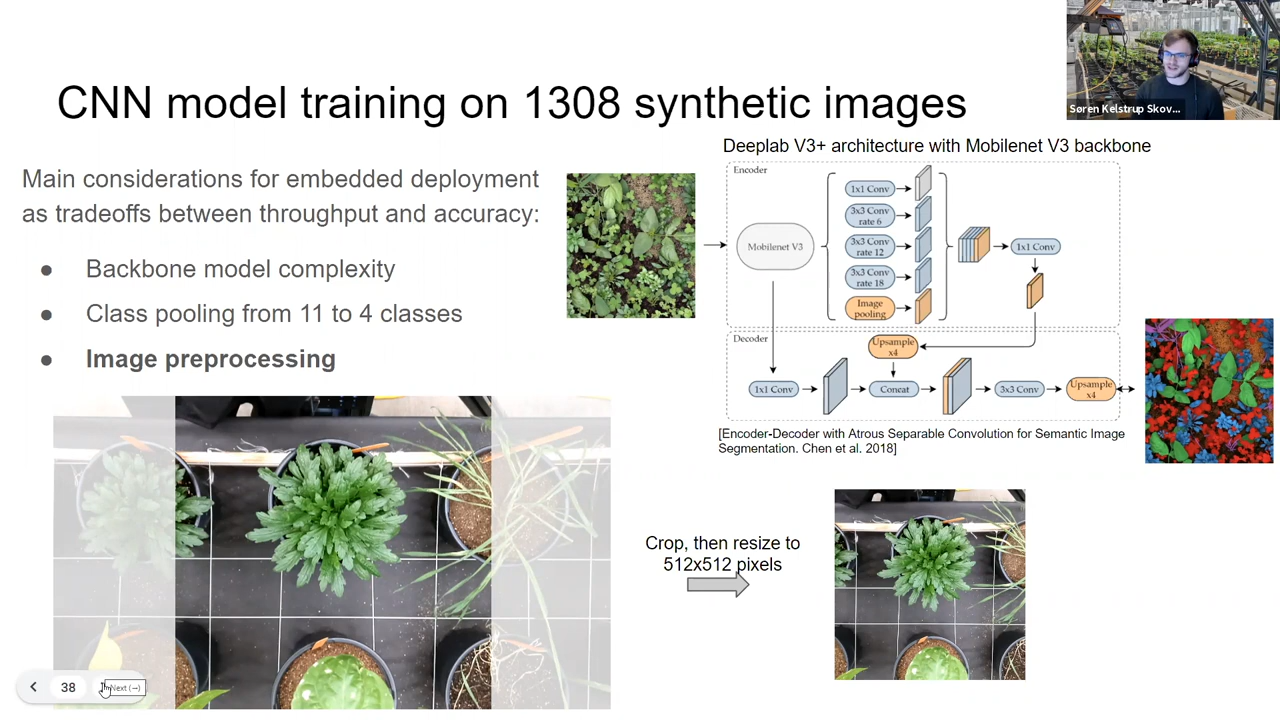 CNN model training on 1308 synthetic images
Søren Kelstrup Skov...
Main considerations for embedded deployment
as tradeoffs between throughput and accuracy:
● Backbone model complexity
● Class pooling from 11 to 4 classes
● Image preprocessing
Deeplab V3+ architecture with Mobilenet V3 backbone
Encoder
Mobilenet V3
1x1 Conv
3x3 Conv
rate 6
3x3 Conv
rate 12
3x3 Conv
rate 18
Image
pooling
1x1 Conv
Decoder
Upsample
x4
1x1 Conv
Concat
3x3 Conv
Upsample
x4
[Encoder-Decoder with Atrous Separable Convolution for Semantic Image
Segmentation. Chen et al. 2018]
Crop, then resize to
512x512 pixels
38
Next (→)